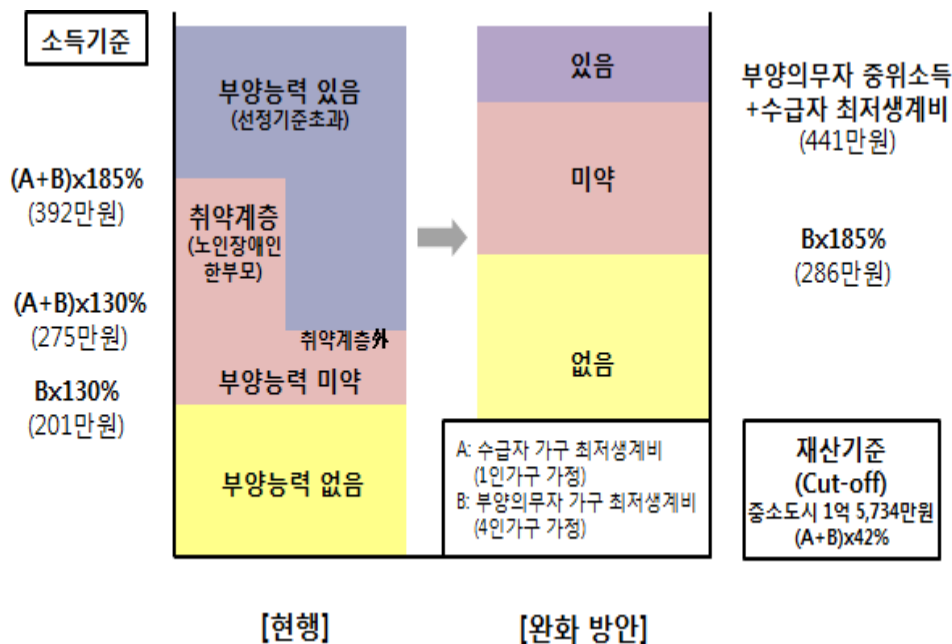 소득기준
(A+B)x185%
(392만원)
(A+B)x130%
(275만원)
Bx130%
(201만원)
부양능력 있음
(선정기준초과)
취약계층
(노인장애인
한부모)
취약계층外
부양능력 미약
부양능력 없음
[현행]
있음
미약
없음
A: 수급자 가구 최저생계비
(1인가구 가정)
B: 부양의무자 가구 최저생계비
(4인가구 가정)
[완화 방안]
부양의무자 중위소득
+수급자 최저생계비
(441만원)
Bx185%
(286만원)
재산기준
(Cut-off)
중소도시 1억 5,734만원
(A+B)x42%